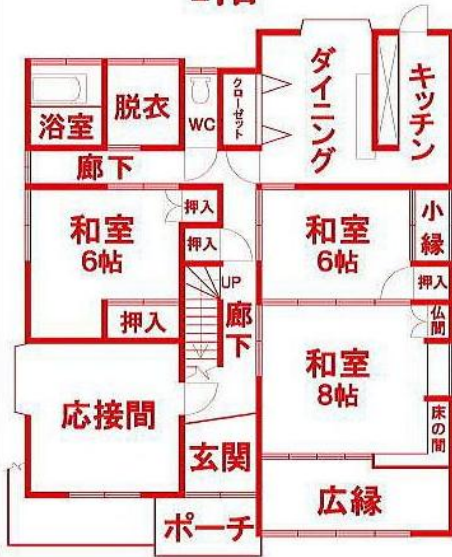 浴室
脱衣
WC
クローゼット
ダイニング
キッチン
廊下
和室
6帖
押入
押入
押入
UP
廊下
和室
6帖
小縁
押入
仏間
和室
8帖
床の間
応接間
玄関
広縁
ポーチ